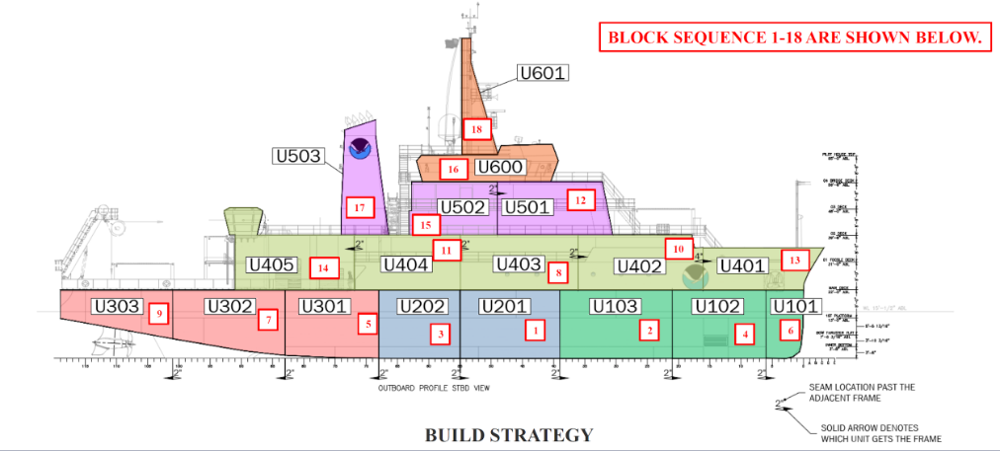 BLOCK SEQUENCE 1-18 ARE SHOWN BELOW.
U601
18
U503
16
U600
2"
17
U502
U501
12
15
2"
2"
11
10
2"
4"
13
U405
14
U404
U403
8
U402
U401
U303
9
U302
7
U301
5
U202
3
U201
1
U103
2
U102
4
U101
6
2"
2"
2"
2"
2"
2"
2"
OUTBOARD PROFILE STBD VIEW
SEAM LOCATION PAST THE
ADJACENT FRAME
2"
SOLID ARROW DENOTES
WHICH UNIT GETS THE FRAME
BUILD STRATEGY